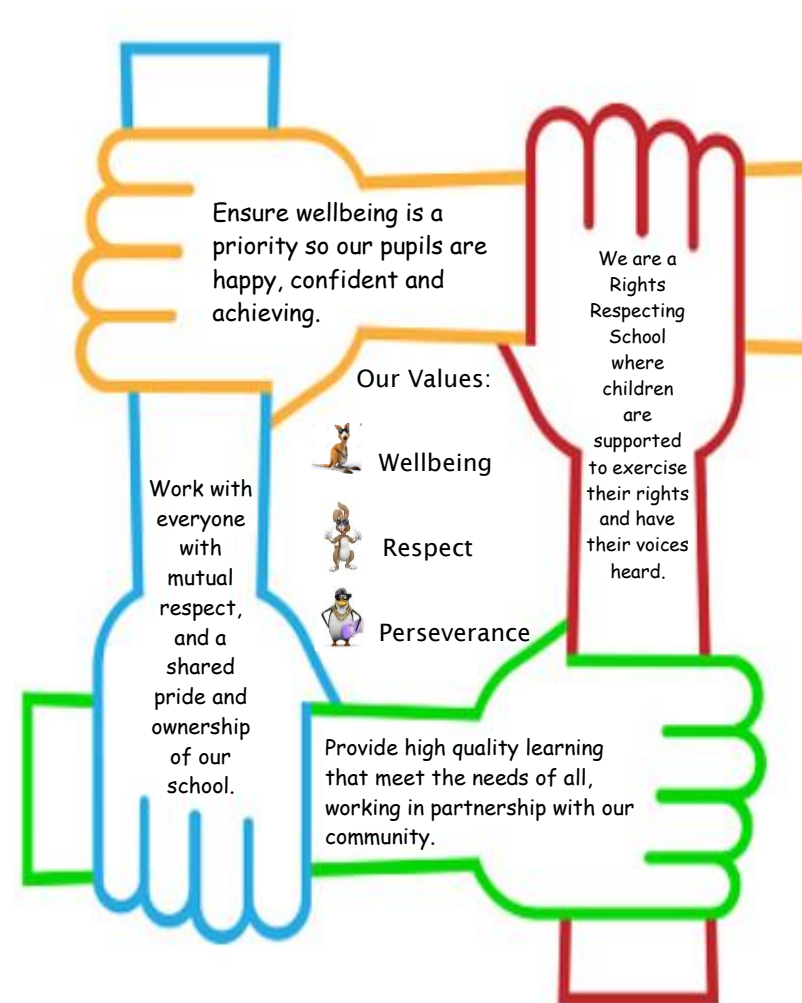 Ensure wellbeing is a
priority so our pupils are
happy, confident and
achieving.
We are a
Rights
Respecting
School
where
children
are
supported
to exercise
their rights
and have
their voices
heard.
Our Values:
Wellbeing
Respect
Perseverance
Work with
everyone
with
mutual
respect,
and a
shared
pride and
ownership
of our
school.
Provide high quality learning
that meet the needs of all,
working in partnership with our
community.